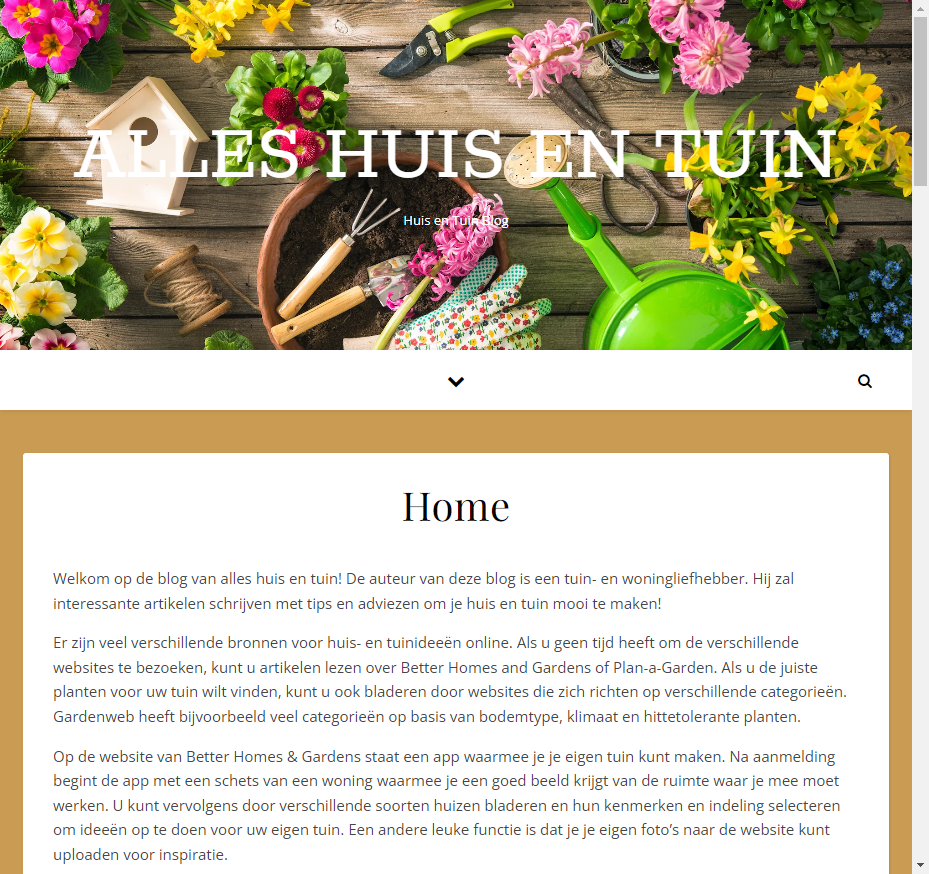 ALLES HUIS EN TUIN
Huis en Tuin Blog
Home
Welkom op de blog van alles huis en tuin! De auteur van deze blog is een tuin- en woningliefhebber. Hij zal
interessante artikelen schrijven met tips en adviezen om je huis en tuin mooi te maken!
Er zijn veel verschillende bronnen voor huis- en tuinideeën online. Als u geen tijd heeft om de verschillende
websites te bezoeken, kunt u artikelen lezen over Better Homes and Gardens of Plan-a-Garden. Als u de juiste
planten voor uw tuin wilt vinden, kunt u ook bladeren door websites die zich richten op verschillende categorieën.
Gardenweb heeft bijvoorbeeld veel categorieën op basis van bodemtype, klimaat en hittetolerante planten.
Op de website van Better Homes & Gardens staat een app waarmee je je eigen tuin kunt maken. Na aanmelding
begint de app met een schets van een woning waarmee je een goed beeld krijgt van de ruimte waar je mee moet
werken. U kunt vervolgens door verschillende soorten huizen bladeren en hun kenmerken en indeling selecteren
om ideeën op te doen voor uw eigen tuin. Een andere leuke functie is dat je je eigen foto's naar de website kunt
uploaden voor inspiratie.